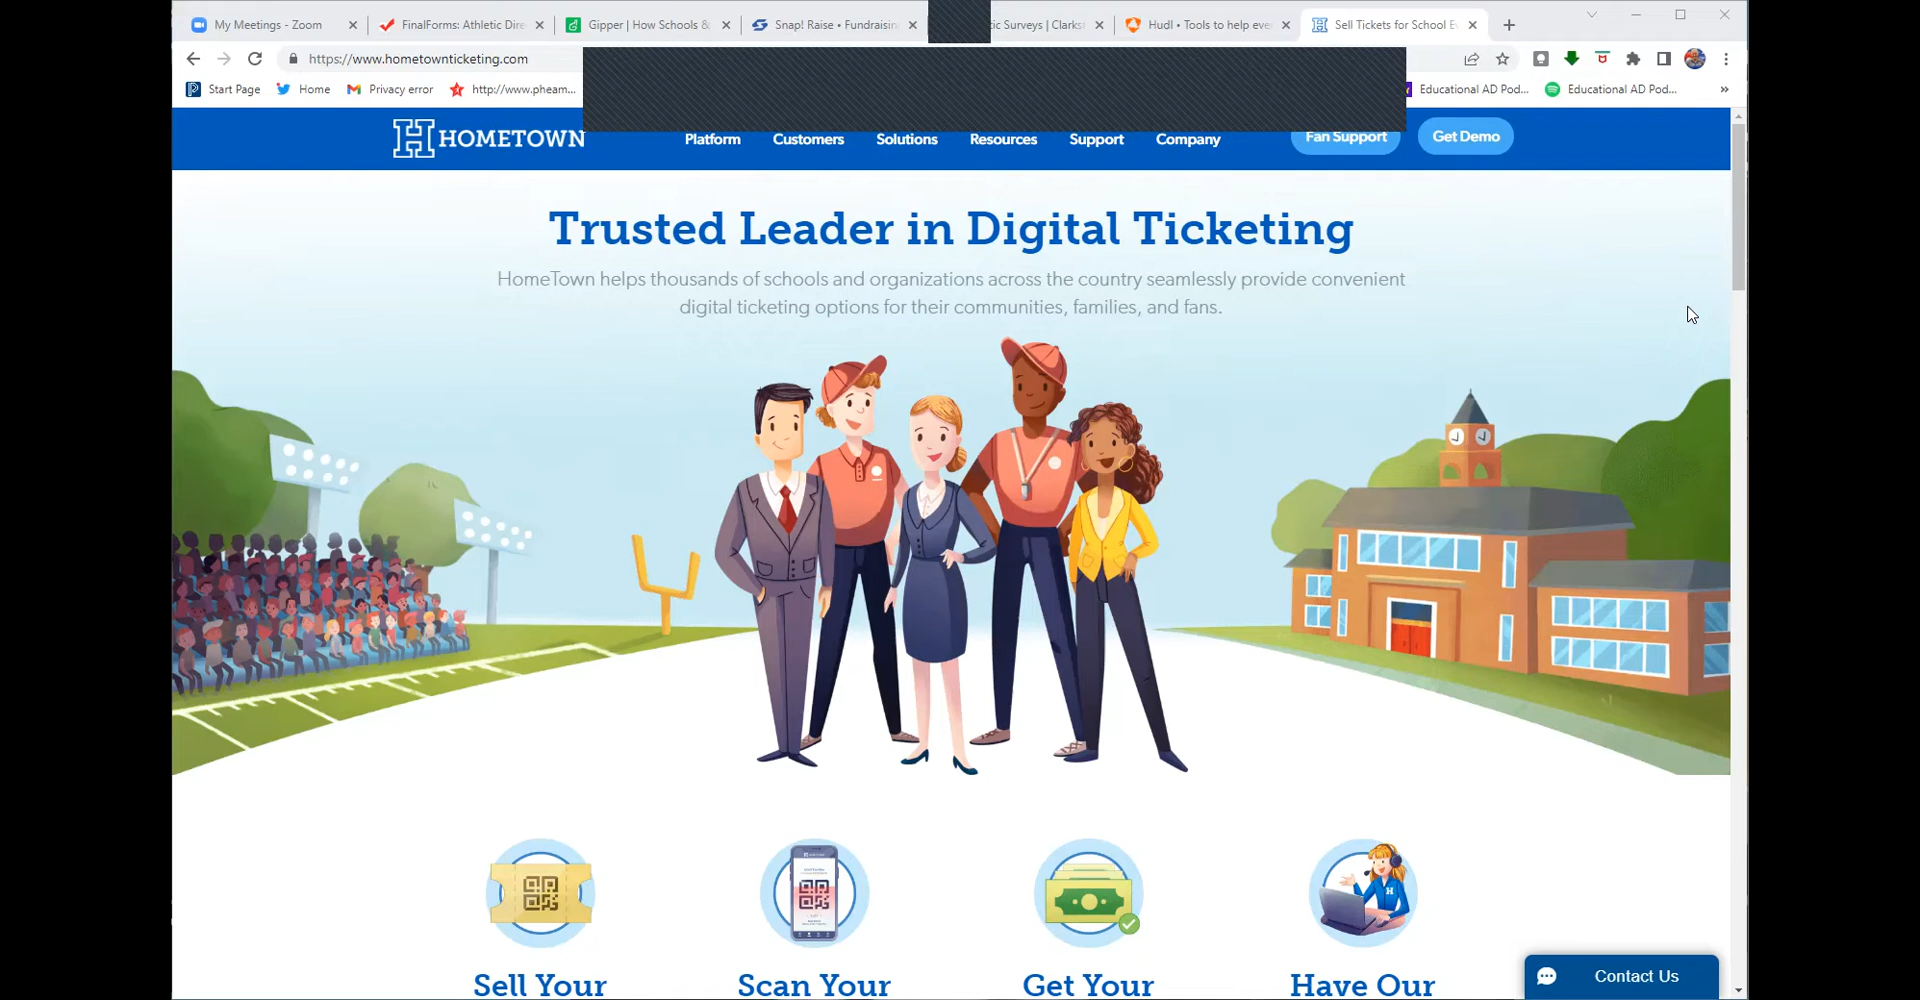 My Meetings - Zoom
FinalForms: Athletic Dire
Gipper | How Schools &
Snap! Raise • Fundraisin
ic Surveys | Clarks
Hudl • Tools to help eve
Sell Tickets for School Ev
https://www.hometownticketing.com
Start Page
Home
Privacy error
http://www.pheam...
Educational AD Pod...
Educational AD Pod...
»
H HOMETOWN
Platform
Customers
Solutions
Resources
Support
Company
Fan Support
Get Demo
Trusted Leader in Digital Ticketing
HomeTown helps thousands of schools and organizations across the country seamlessly provide convenient
digital ticketing options for their communities, families, and fans.
Sell Your
Scan Your
Get Your
Have Our
Contact Us